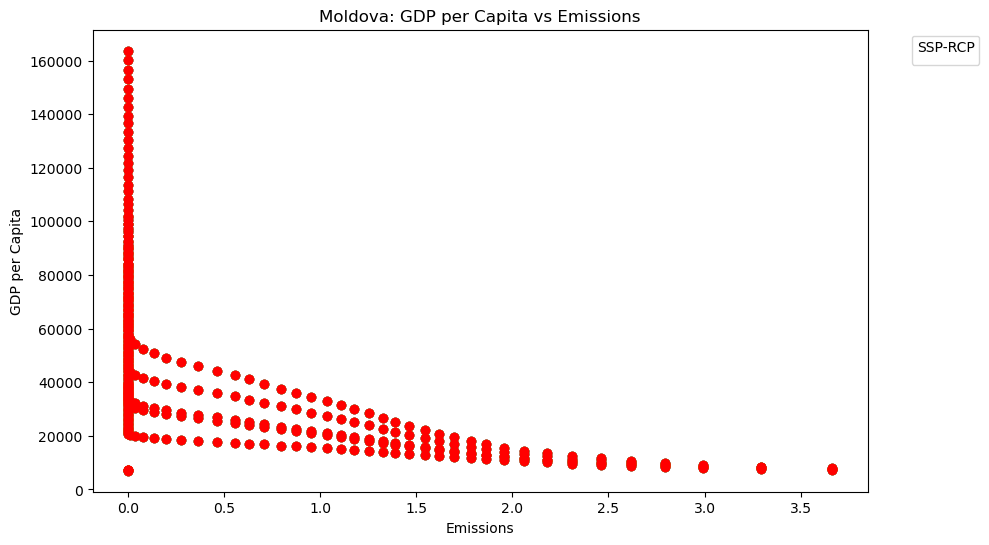 Moldova: GDP per Capita vs Emissions
SSP-RCP
160000
140000
120000
100000
80000
60000
40000
20000
0
GDP per Capita
0.0 0.5 1.0 1.5 2.0 2.5 3.0 3.5
Emissions